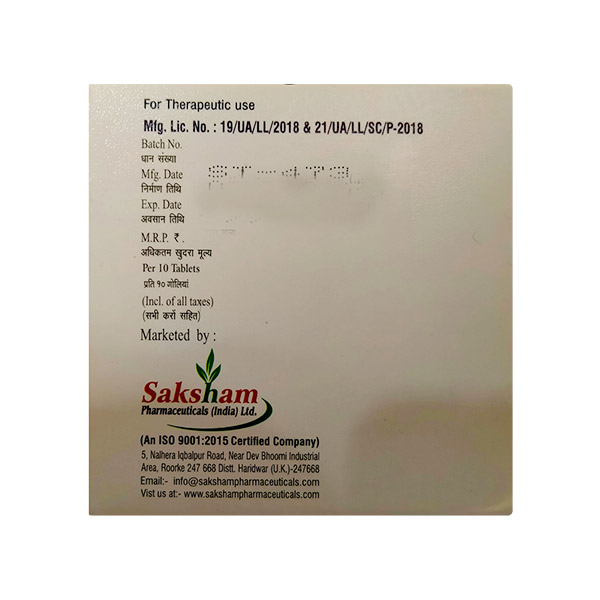 For Therapeutic use
Mfg. Lic. No. : 19/UA/LL/2018 & 21/UA/LL/SC/P-2018
Batch No.
धान संख्या
Mfg. Date
निर्माण तिथि
Exp. Date
अवसान तिथि
M.R.P. ₹ .
अधिकतम खुदरा मूल्य
Per 10 Tablets
प्रति १० गोलियां
(Incl. of all taxes)
(सभी करों सहित)
Marketed by :
Saksham
Pharmaceuticals (India) Ltd.
(An ISO 9001:2015 Certified Company)
5, Nalhera Iqbalpur Road, Near Dev Bhoomi Industrial
Area, Roorke 247 668 Distt. Haridwar (U.K.)-247668
Email:- info@sakshampharmaceuticals.com
Vist us at:- www.sakshampharmaceuticals.com